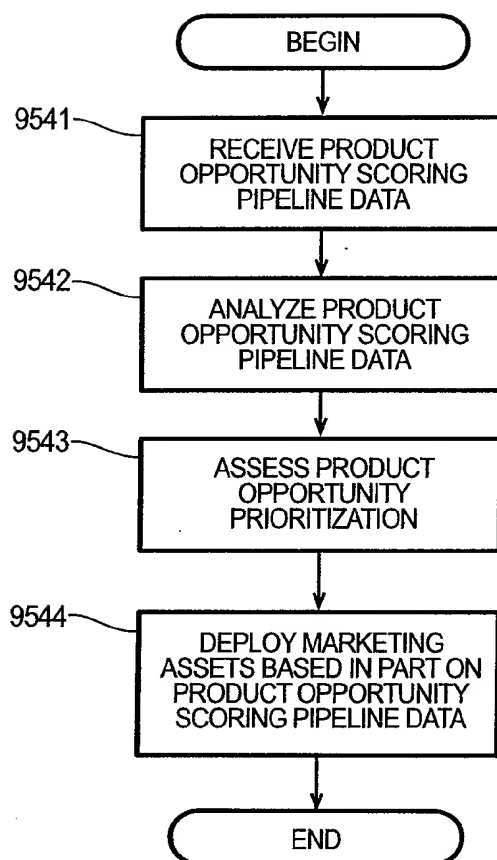 BEGIN
9541
RECEIVE PRODUCT
OPPORTUNITY SCORING
PIPELINE DATA
9542
ANALYZE PRODUCT
OPPORTUNITY SCORING
PIPELINE DATA
9543
ASSESS PRODUCT
OPPORTUNITY
PRIORITIZATION
9544
DEPLOY MARKETING
ASSETS BASED IN PART ON
PRODUCT OPPORTUNITY
SCORING PIPELINE DATA
END